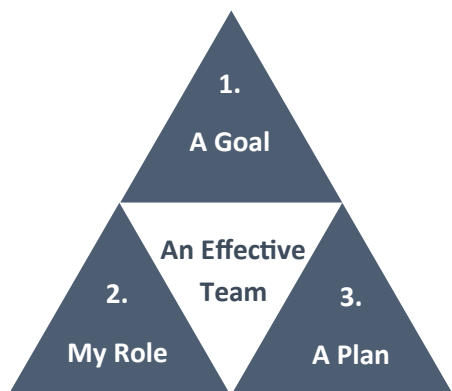 1.
A Goal
An Effective
Team
2.
My Role
3.
A Plan